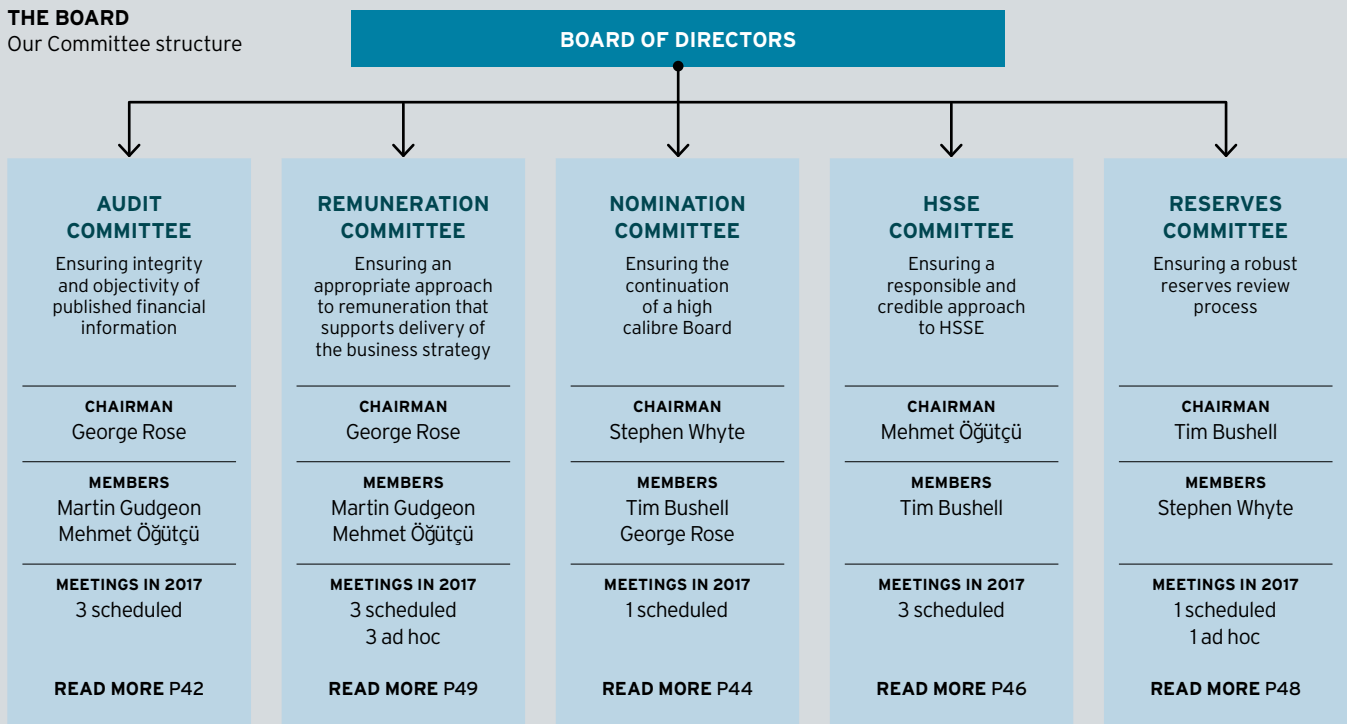 THE BOARD
Our Committee structure
BOARD OF DIRECTORS
AUDIT
COMMITTEE
Ensuring integrity
and objectivity of
published financial
information
CHAIRMAN
George Rose
MEMBERS
Martin Gudgeon
Mehmet Öğütçü
MEETINGS IN 2017
3 scheduled
READ MORE P42
REMUNERATION
COMMITTEE
Ensuring an
appropriate approach
to remuneration that
supports delivery of
the business strategy
CHAIRMAN
George Rose
MEMBERS
Martin Gudgeon
Mehmet Öğütçü
MEETINGS IN 2017
3 scheduled
3 ad hoc
READ MORE P49
NOMINATION
COMMITTEE
Ensuring the
continuation
of a high
calibre Board
CHAIRMAN
Stephen Whyte
MEMBERS
Tim Bushell
George Rose
MEETINGS IN 2017
1 scheduled
READ MORE P44
HSSE
COMMITTEE
Ensuring a
responsible and
credible approach
to HSSE
CHAIRMAN
Mehmet Öğütçü
MEMBERS
Tim Bushell
MEETINGS IN 2017
3 scheduled
READ MORE P46
RESERVES
COMMITTEE
Ensuring a robust
reserves review
process
CHAIRMAN
Tim Bushell
MEMBERS
Stephen Whyte
MEETINGS IN 2017
1 scheduled
1 ad hoc
READ MORE P48